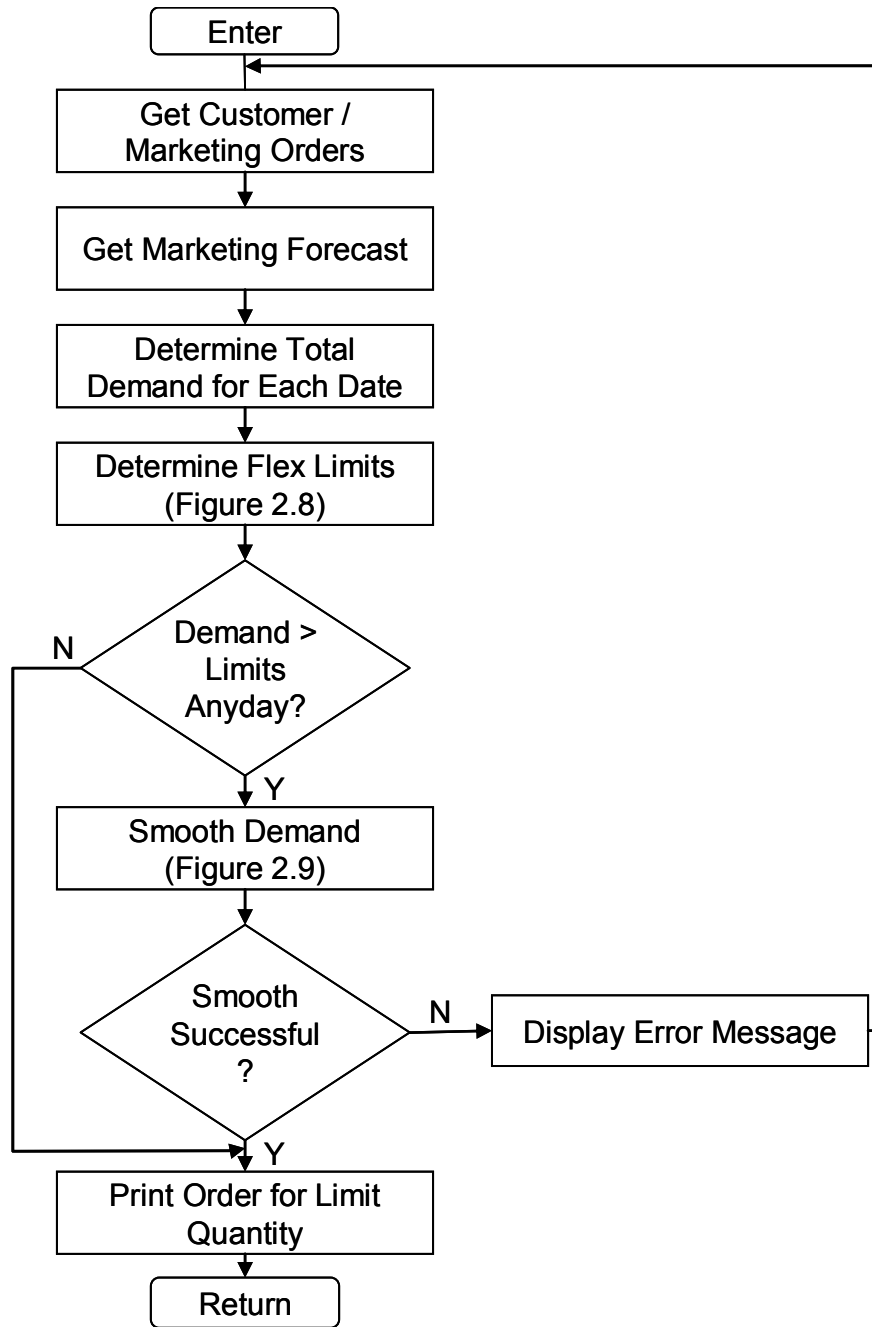 Enter
Get Customer /
Marketing Orders
Get Marketing Forecast
Determine Total
Demand for Each Date
Determine Flex Limits
(Figure 2.8)
N
Demand >
Limits
Anyday?
Y
Smooth Demand
(Figure 2.9)
Smooth
Successful
?
N
Display Error Message
Y
Print Order for Limit
Quantity
Return